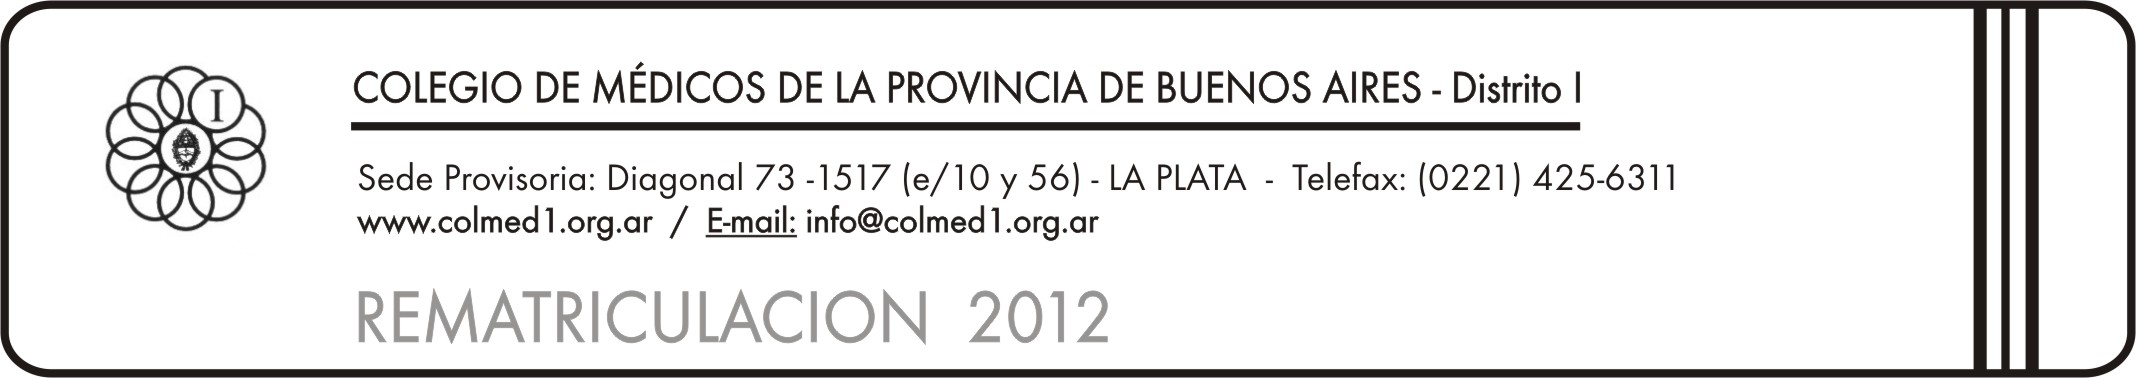 I
COLEGIO DE MÉDICOS DE LA PROVINCIA DE BUENOS AIRES - Distrito I
Sede Provisoria: Diagonal 73 -1517 (e/10 y 56) - LA PLATA - Telefax: (0221) 425-6311
www.colmed1.org.ar / E-mail: info@colmed1.org.ar
REMATRICULACION 2012